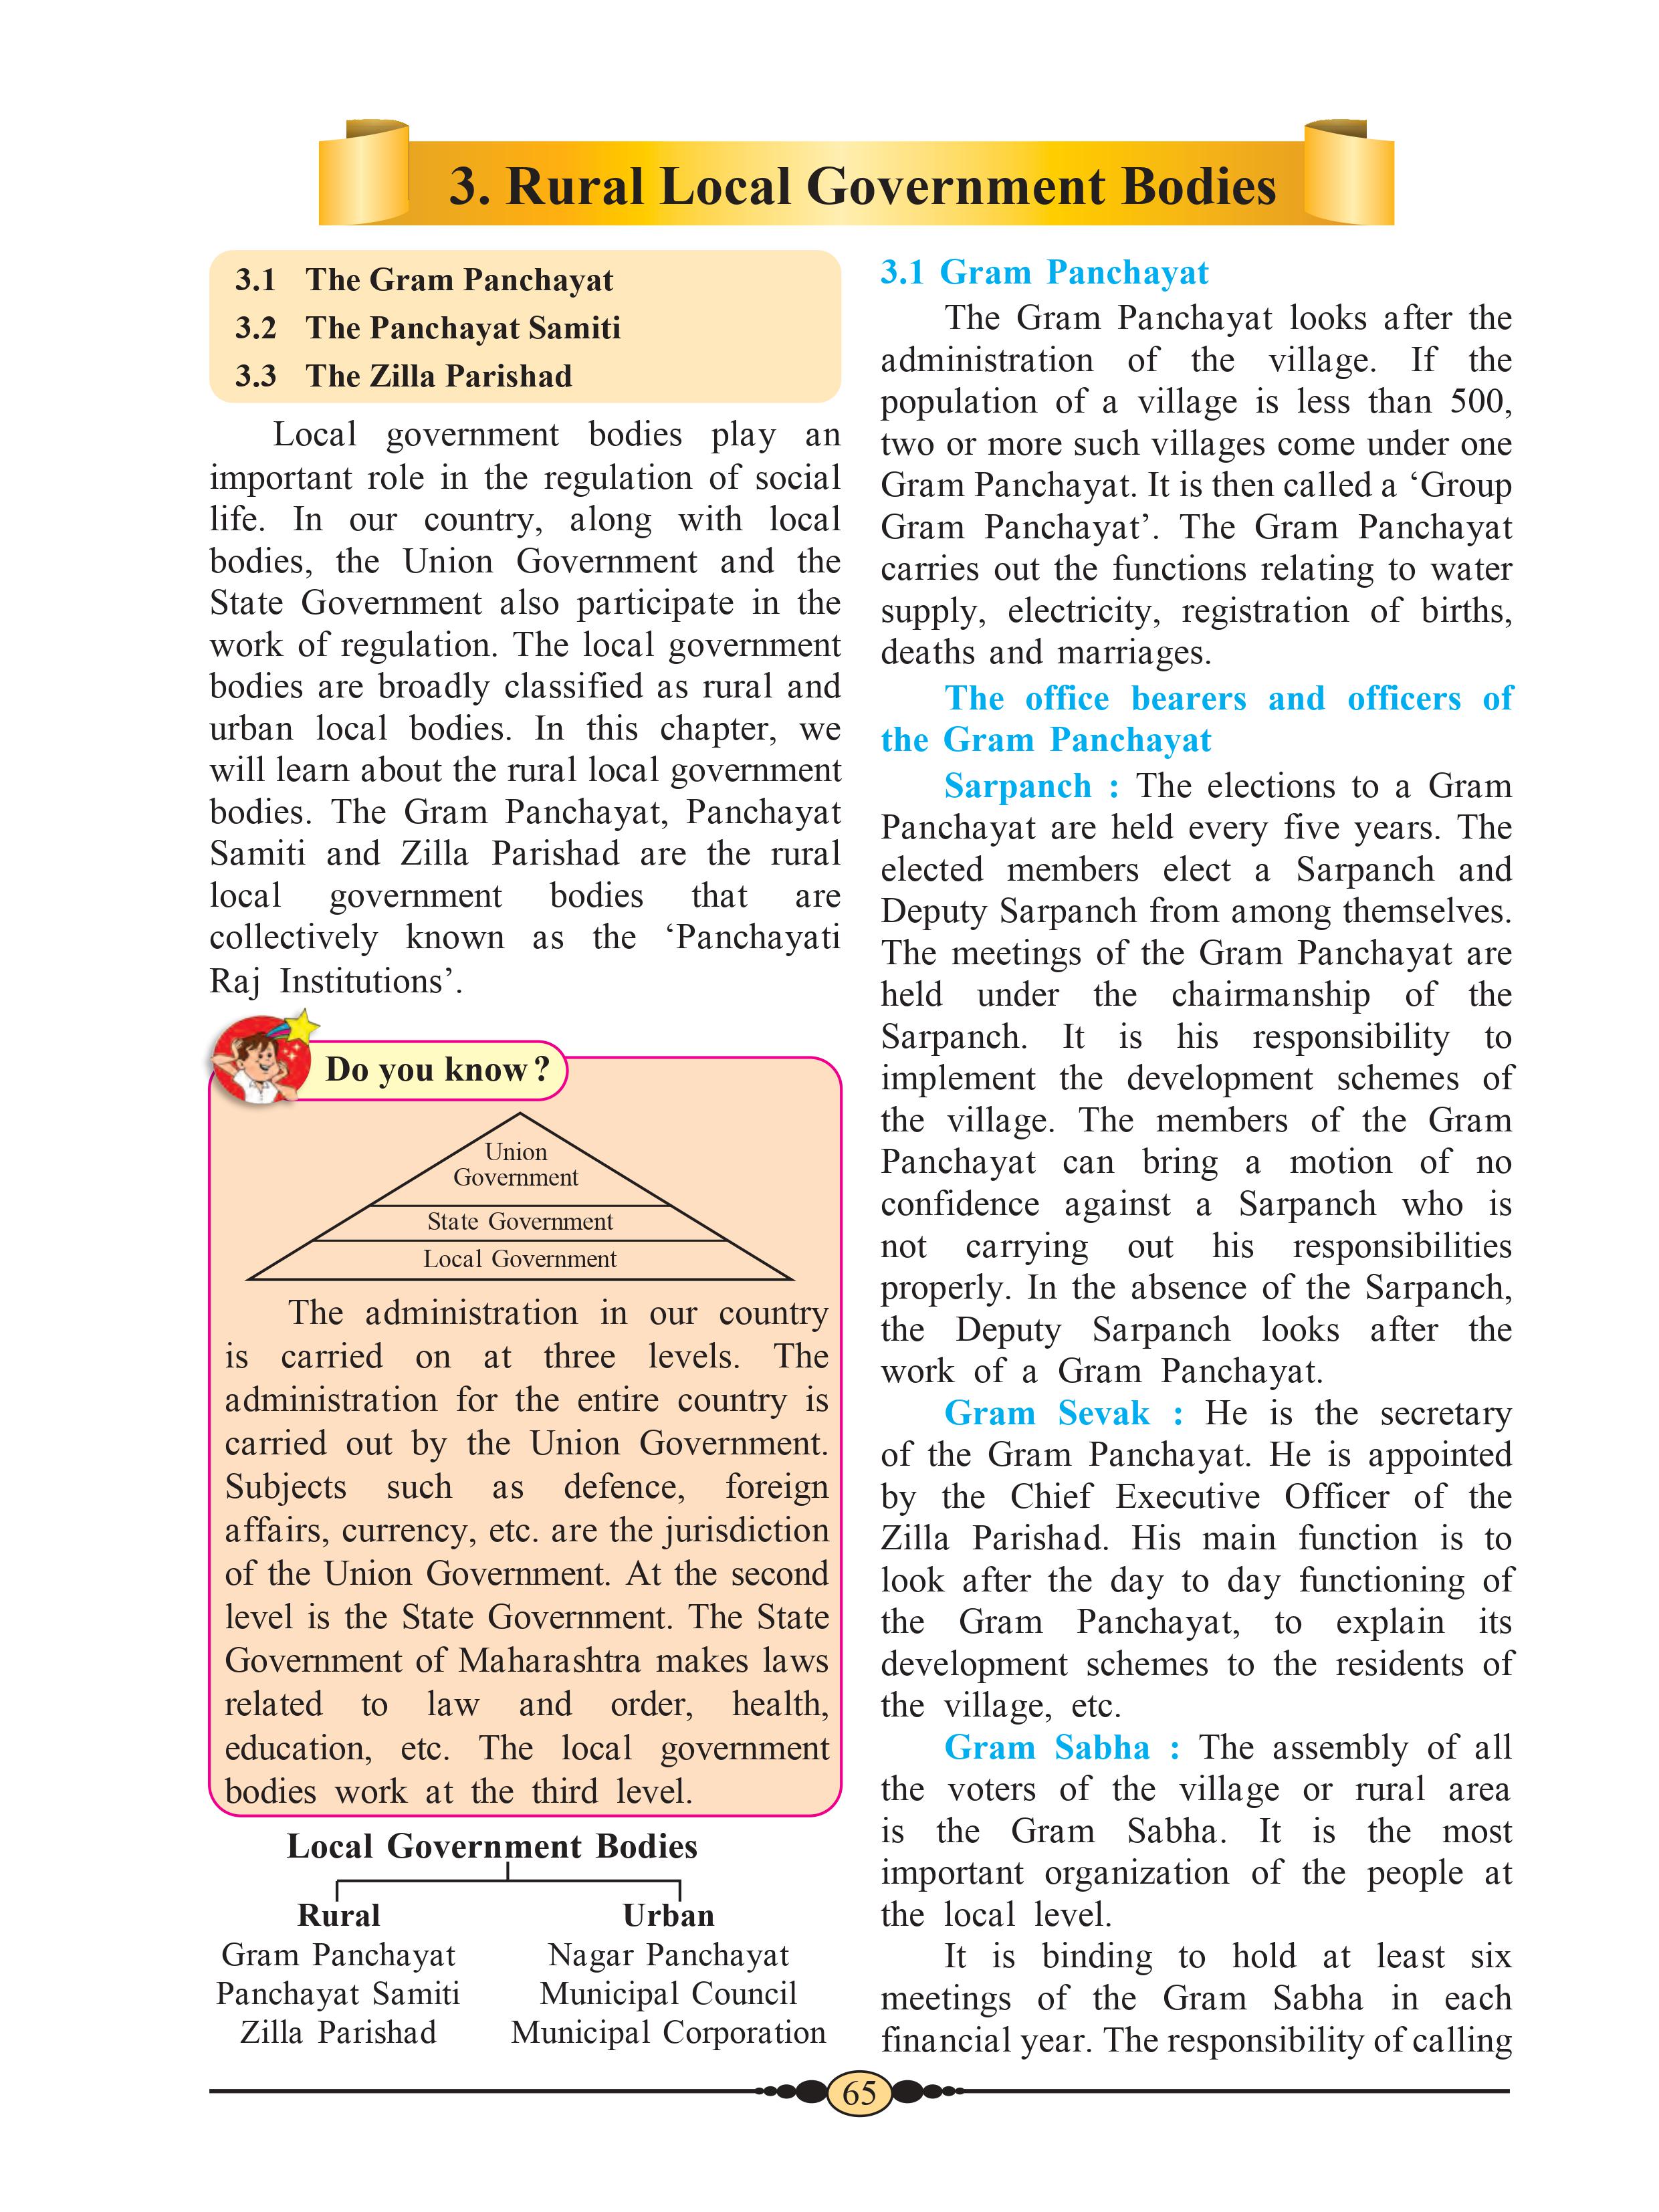 3. Rural Local Government Bodies
3.1 The Gram Panchayat
3.2 The Panchayat Samiti
3.3 The Zilla Parishad
Local government bodies play an
important role in the regulation of social
life. In our country, along with local
bodies, the Union Government and the
State Government also participate in the
work of regulation. The local government
bodies are broadly classified as rural and
urban local bodies. In this chapter, we
will learn about the rural local government
bodies. The Gram Panchayat, Panchayat
Samiti and Zilla Parishad are the rural
local government bodies that are
collectively known as the ‘Panchayati
Raj Institutions’.
Do you know?
Union
Government
State Government
Local Government
The administration in our country
is carried on at three levels. The
administration for the entire country is
carried out by the Union Government.
Subjects such as defence, foreign
affairs, currency, etc. are the jurisdiction
of the Union Government. At the second
level is the State Government. The State
Government of Maharashtra makes laws
related to law and order, health,
education, etc. The local government
bodies work at the third level.
Local Government Bodies
Rural Urban
Gram Panchayat Nagar Panchayat
Panchayat Samiti Municipal Council
Zilla Parishad Municipal Corporation
3.1 Gram Panchayat
The Gram Panchayat looks after the
administration of the village. If the
population of a village is less than 500,
two or more such villages come under one
Gram Panchayat. It is then called a ‘Group
Gram Panchayat’. The Gram Panchayat
carries out the functions relating to water
supply, electricity, registration of births,
deaths and marriages.
The office bearers and officers of
the Gram Panchayat
Sarpanch : The elections to a Gram
Panchayat are held every five years. The
elected members elect a Sarpanch and
Deputy Sarpanch from among themselves.
The meetings of the Gram Panchayat are
held under the chairmanship of the
Sarpanch. It is his responsibility to
implement the development schemes of
the village. The members of the Gram
Panchayat can bring a motion of no
confidence against a Sarpanch who is
not carrying out his responsibilities
properly. In the absence of the Sarpanch,
the Deputy Sarpanch looks after the
work of a Gram Panchayat.
Gram Sevak : He is the secretary
of the Gram Panchayat. He is appointed
by the Chief Executive Officer of the
Zilla Parishad. His main function is to
look after the day to day functioning of
the Gram Panchayat, to explain its
development schemes to the residents of
the village, etc.
Gram Sabha : The assembly of all
the voters of the village or rural area
is the Gram Sabha. It is the most
important organization of the people at
the local level.
It is binding to hold at least six
meetings of the Gram Sabha in each
financial year. The responsibility of calling
65